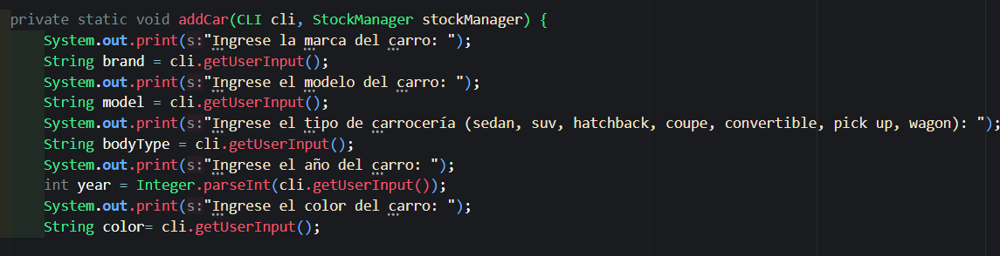 private static void addCar(CLI cli, StockManager stockManager) {
System.out.print(s:"Ingrese la marca del carro: ");
String brand = cli.getUserInput();
System.out.print(s:"Ingrese el modelo del carro: ");
String model = cli.getUserInput();
System.out.print(s:"Ingrese el tipo de carrocería (sedan, suv, hatchback, coupe, convertible, pick up, wagon): ");
String bodyType = cli.getUserInput();
System.out.print(s:"Ingrese el año del carro: ");
int year = Integer.parseInt(cli.getUserInput());
System.out.print(s:"Ingrese el color del carro: ");
String color= cli.getUserInput();